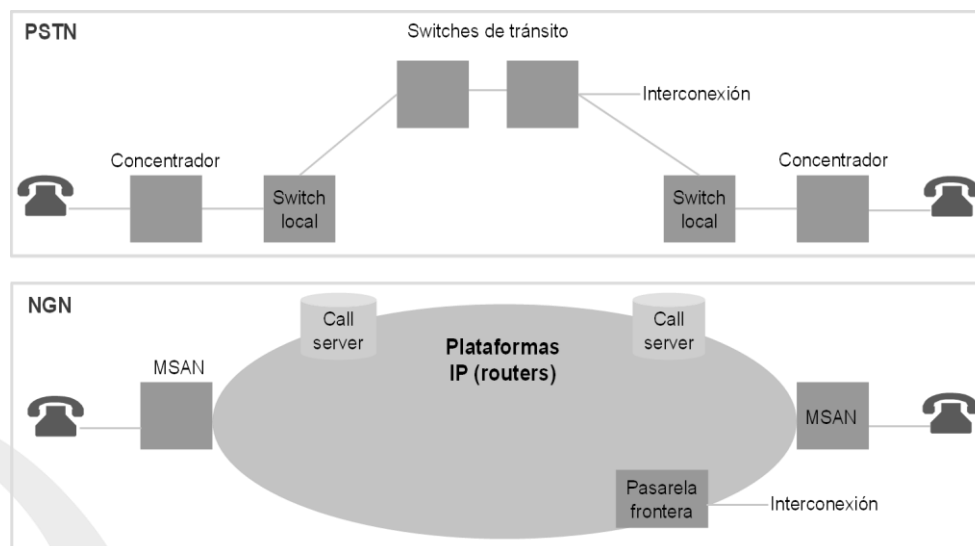 PSTN
Switches de tránsito
Interconexión
Concentrador
Concentrador
Switch
local
Switch
local
NGN
Call
server
Call
server
Plataformas
IP (routers)
MSAN
MSAN
Pasarela
frontera
Interconexión